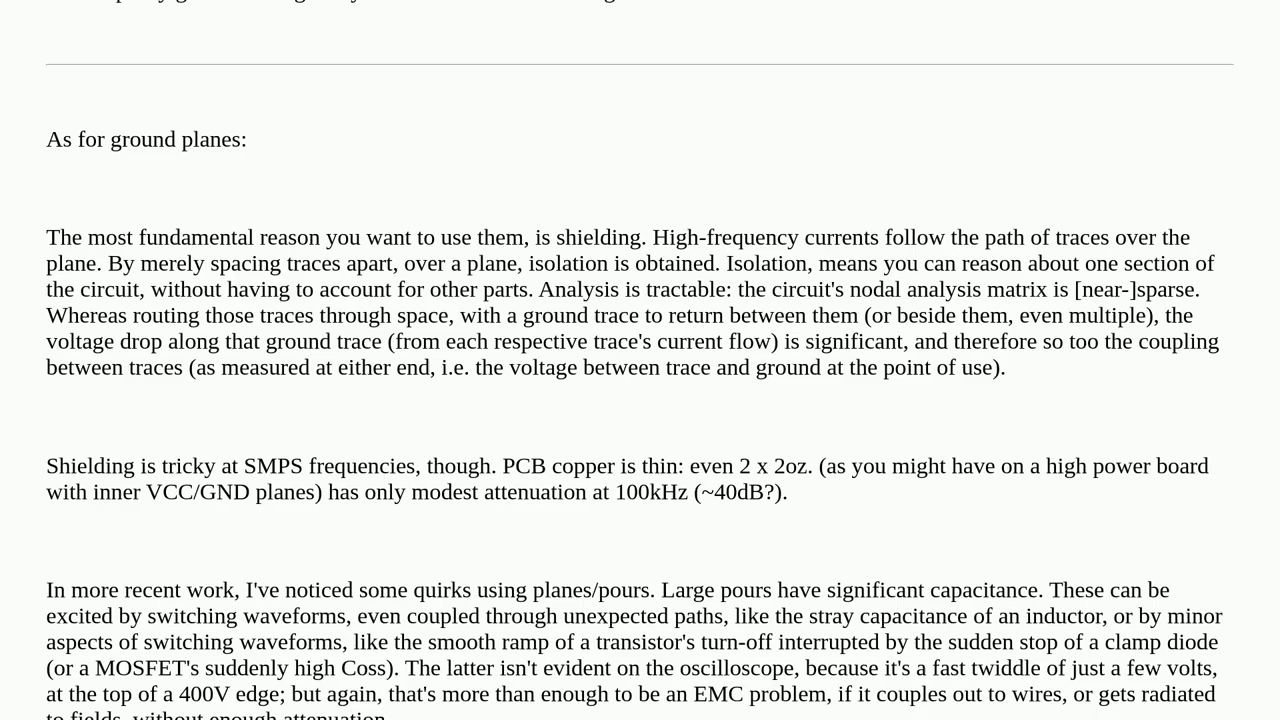 As for ground planes:
The most fundamental reason you want to use them, is shielding. High-frequency currents follow the path of traces over the
plane. By merely spacing traces apart, over a plane, isolation is obtained. Isolation, means you can reason about one section of
the circuit, without having to account for other parts. Analysis is tractable: the circuit's nodal analysis matrix is [near-]sparse.
Whereas routing those traces through space, with a ground trace to return between them (or beside them, even multiple), the
voltage drop along that ground trace (from each respective trace's current flow) is significant, and therefore so too the coupling
between traces (as measured at either end, i.e. the voltage between trace and ground at the point of use).
Shielding is tricky at SMPS frequencies, though. PCB copper is thin: even 2 x 2oz. (as you might have on a high power board
with inner VCC/GND planes) has only modest attenuation at 100kHz (~40dB?).
In more recent work, I've noticed some quirks using planes/pours. Large pours have significant capacitance. These can be
excited by switching waveforms, even coupled through unexpected paths, like the stray capacitance of an inductor, or by minor
aspects of switching waveforms, like the smooth ramp of a transistor's turn-off interrupted by the sudden stop of a clamp diode
(or a MOSFET's suddenly high Coss). The latter isn't evident on the oscilloscope, because it's a fast twiddle of just a few volts,
at the top of a 400V edge; but again, that's more than enough to be an EMC problem, if it couples out to wires, or gets radiated
to fields, without enough attenuation.